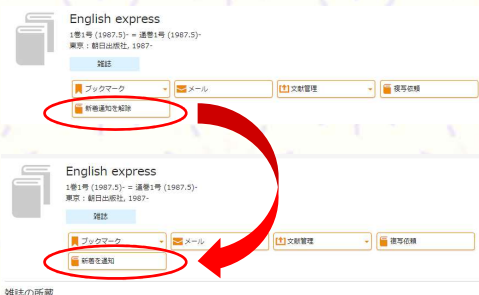 English express
1巻1号 (1987.5)- = 通巻1号 (1987.5)-
東京 : 朝日出版社, 1987-
雑誌
ブックマーク
メール
文献管理
複写依頼
新着通知を解除
English express
1巻1号 (1987.5)- = 通巻1号 (1987.5)-
東京 : 朝日出版社, 1987-
雑誌
ブックマーク
メール
文献管理
複写依頼
新着を通知
雑誌の所蔵